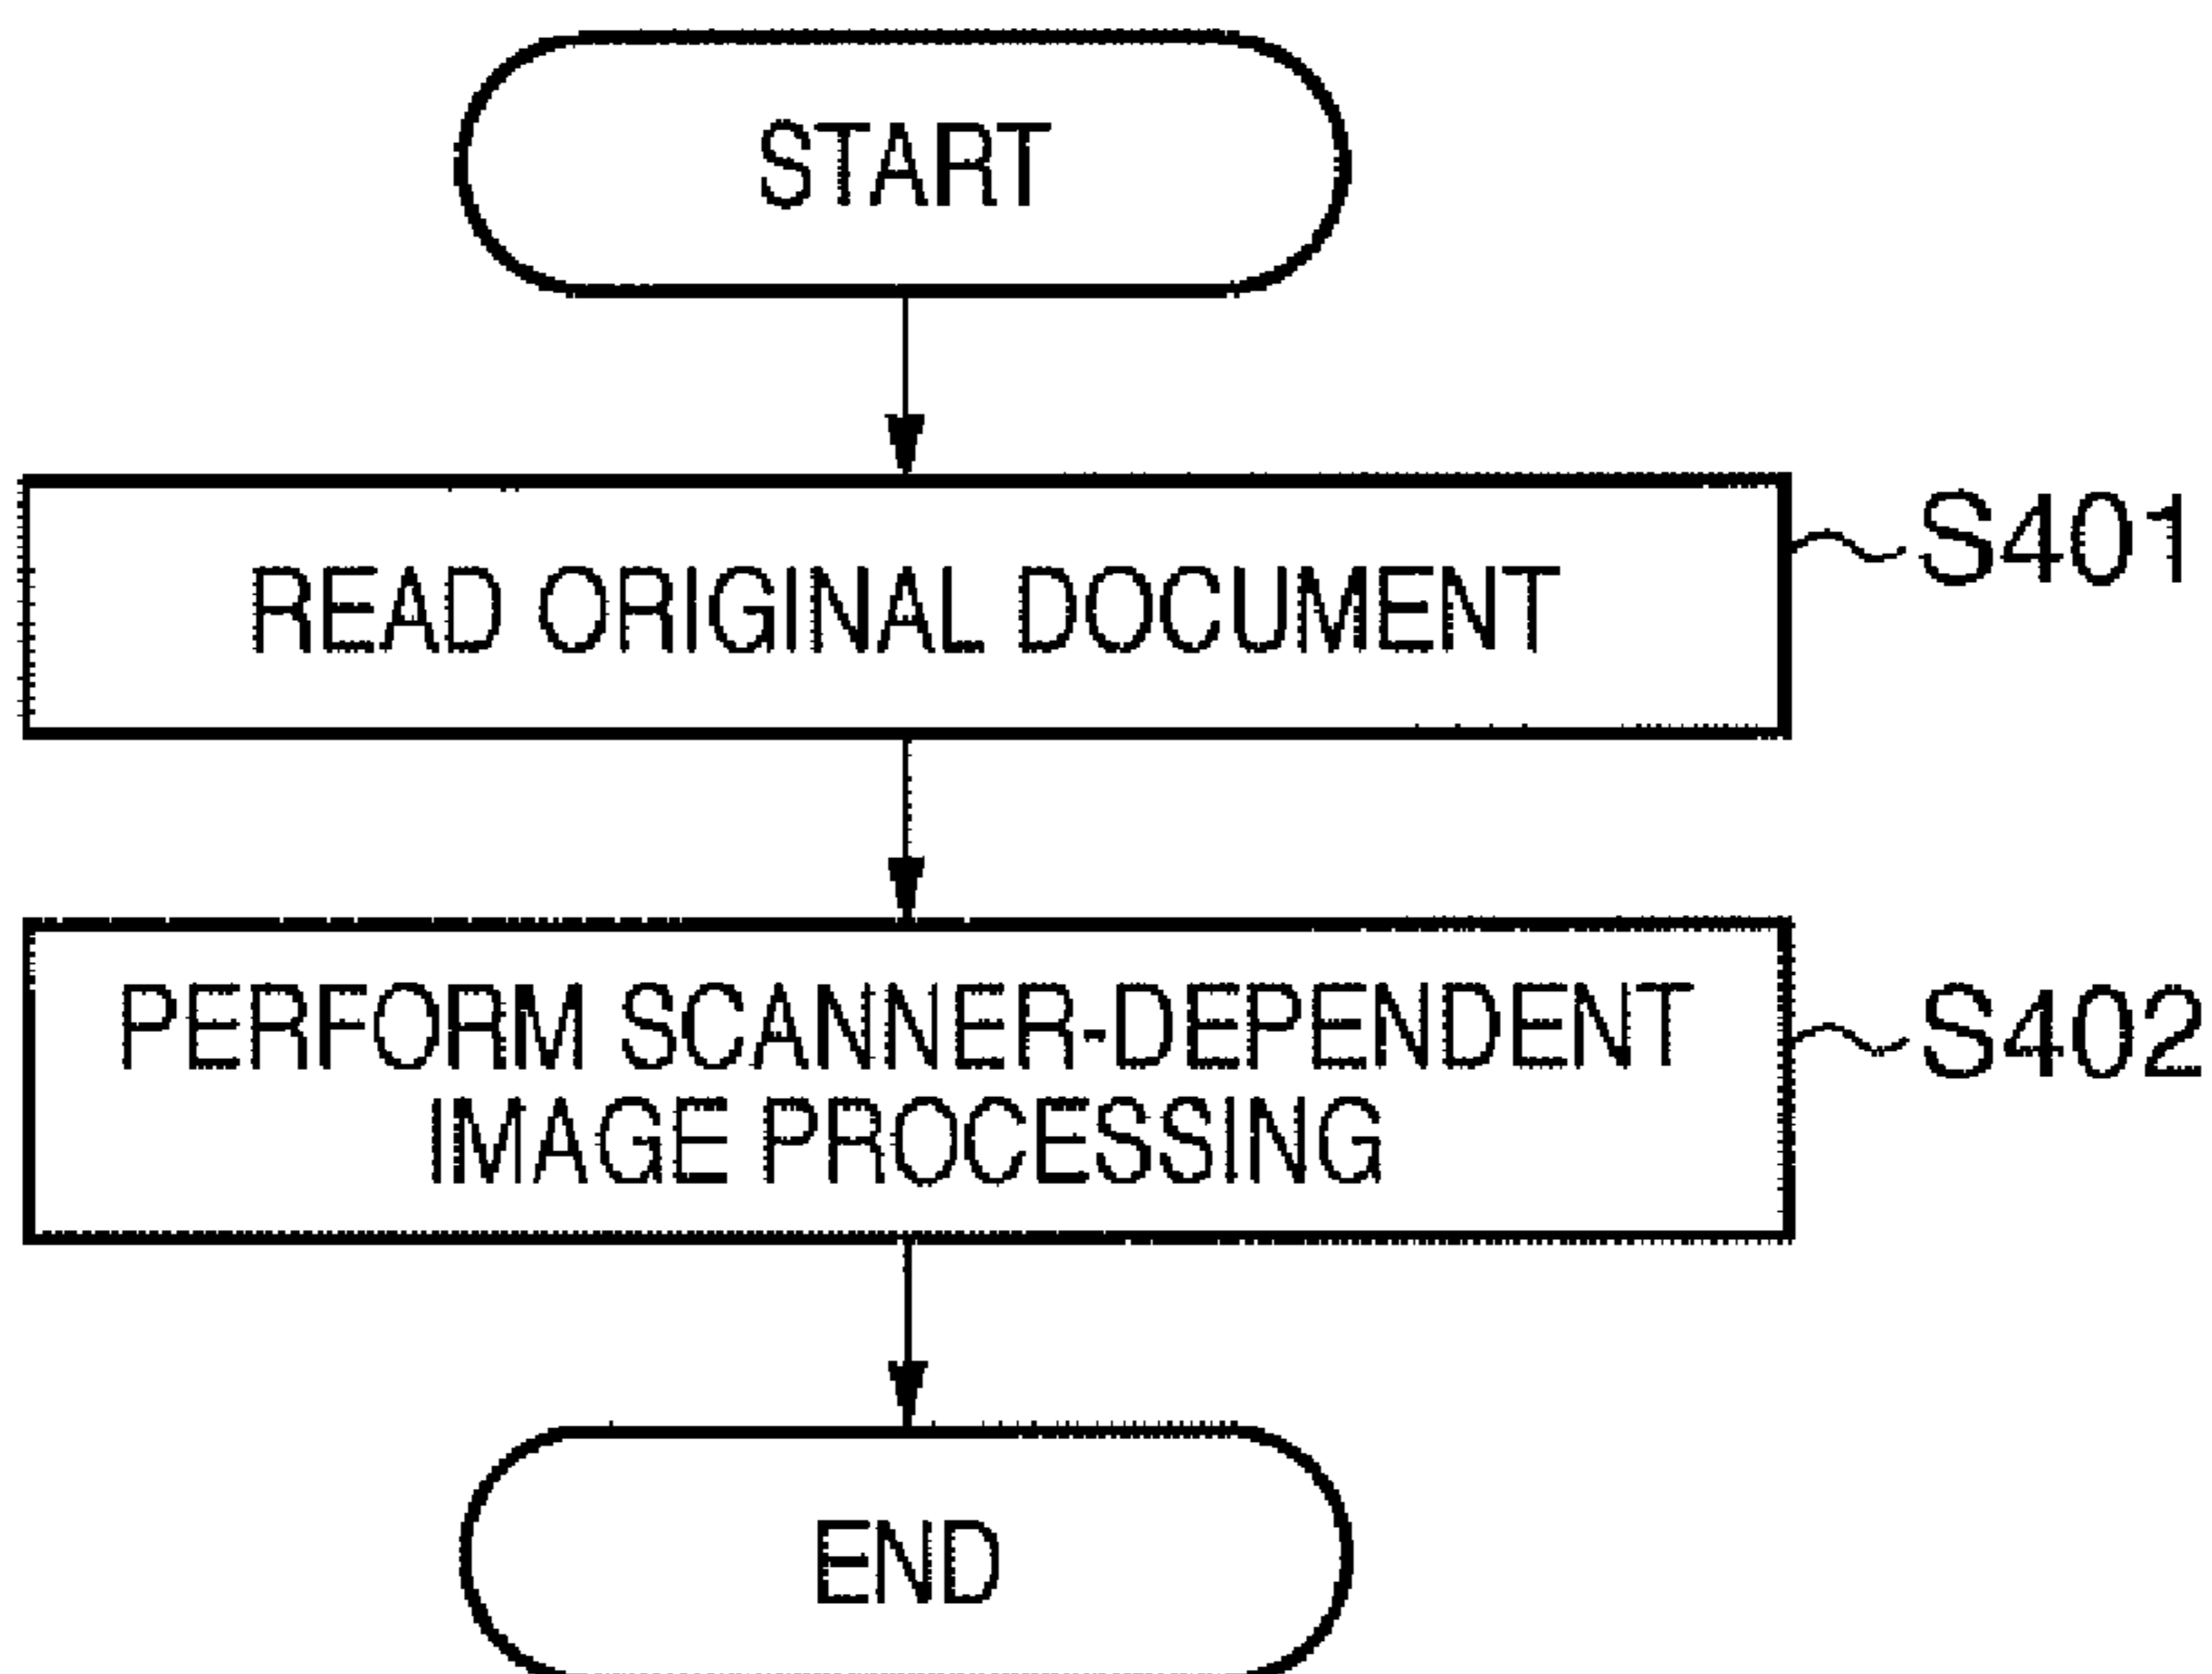 START
READ ORIGINAL DOCUMENT
S401
PERFORM SCANNER-DEPENDENT
IMAGE PROCESSING
S402
END